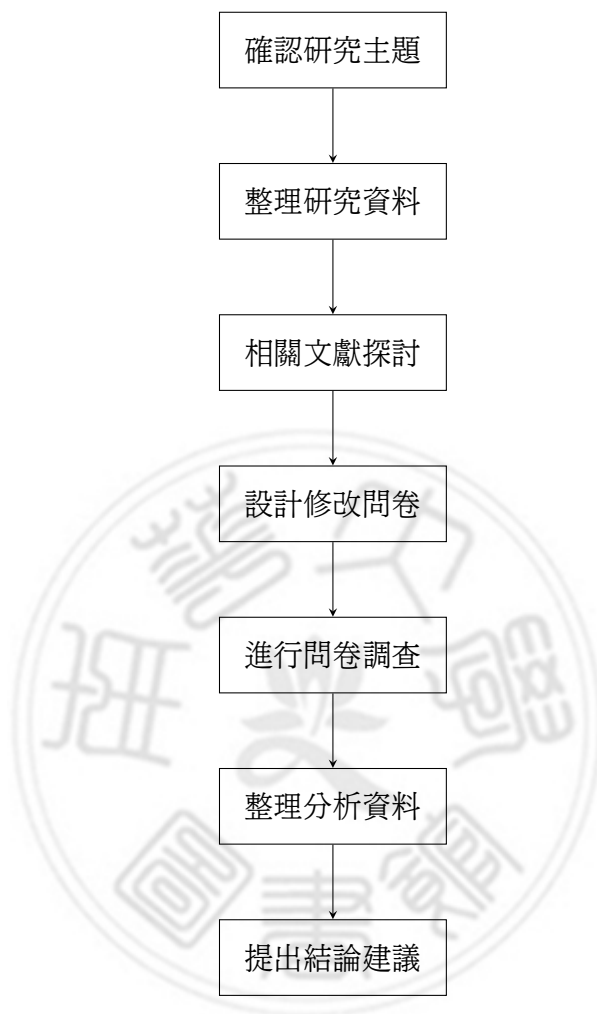 確認研究主題
整理研究資料
相關文獻探討
設計修改問卷
進行問卷調查
整理分析資料
提出結論建議